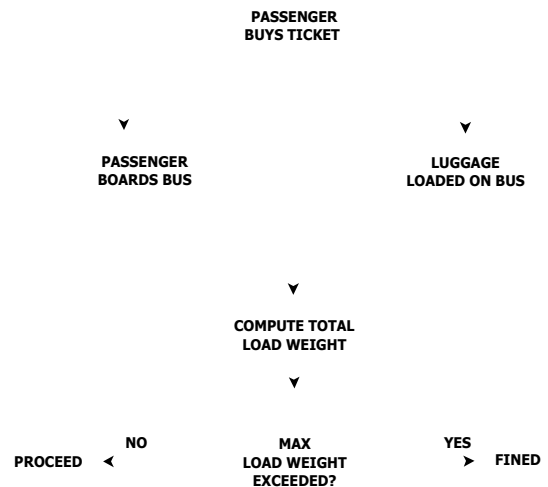 PASSENGER
BUYS TICKET
PASSENGER
BOARDS BUS
LUGGAGE
LOADED ON BUS
COMPUTE TOTAL
LOAD WEIGHT
NO
YES
PROCEED
MAX
LOAD WEIGHT
EXCEEDED?
FINED